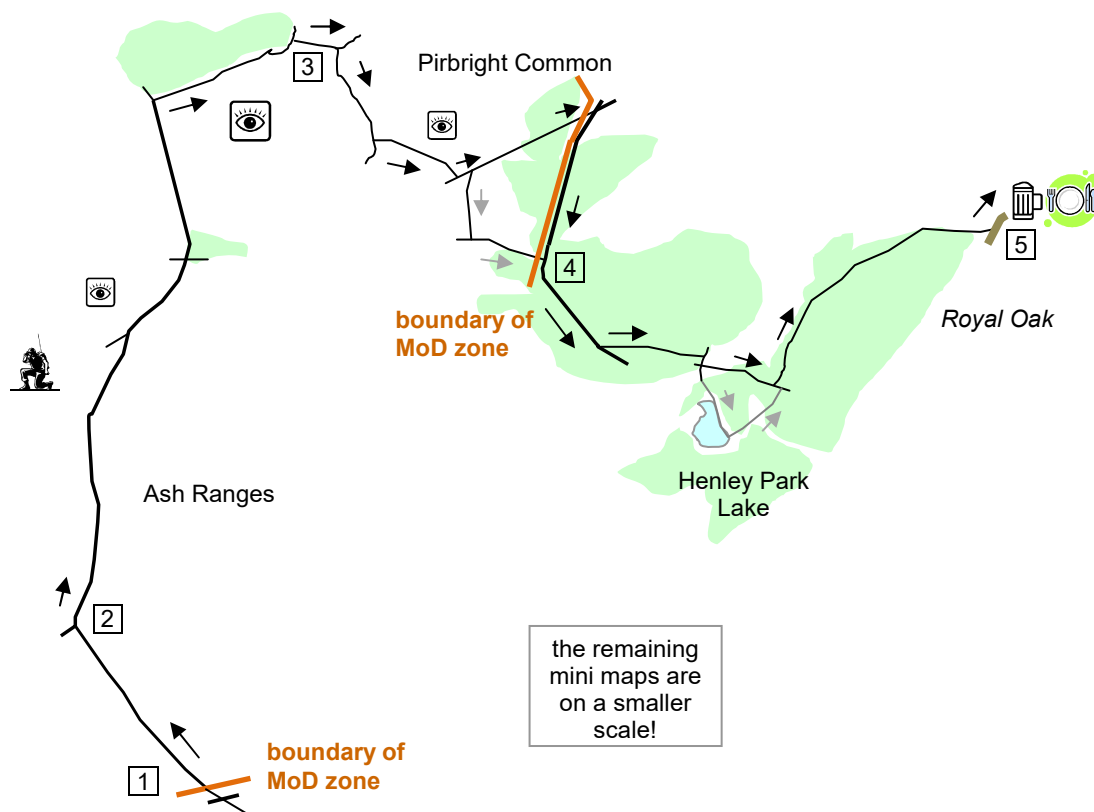 3
Pirbright Common
5
4
boundary of
MoD zone
Royal Oak
Henley Park
Lake
Ash Ranges
2
the remaining
mini maps are
on a smaller
scale!
1
boundary of
MoD zone